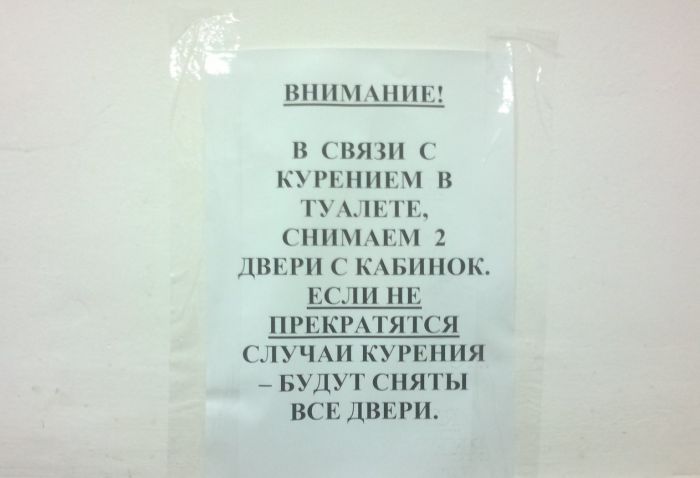 ВНИМАНИЕ!
В СВЯЗИ С
КУРЕНИЕМ В
ТУАЛЕТЕ,
СНИМАЕМ 2
ДВЕРИ С КАБИНОК.
ЕСЛИ НЕ
ПРЕКРАТЯТСЯ
СЛУЧАИ КУРЕНИЯ
– БУДУТ СНЯТЫ
ВСЕ ДВЕРИ.